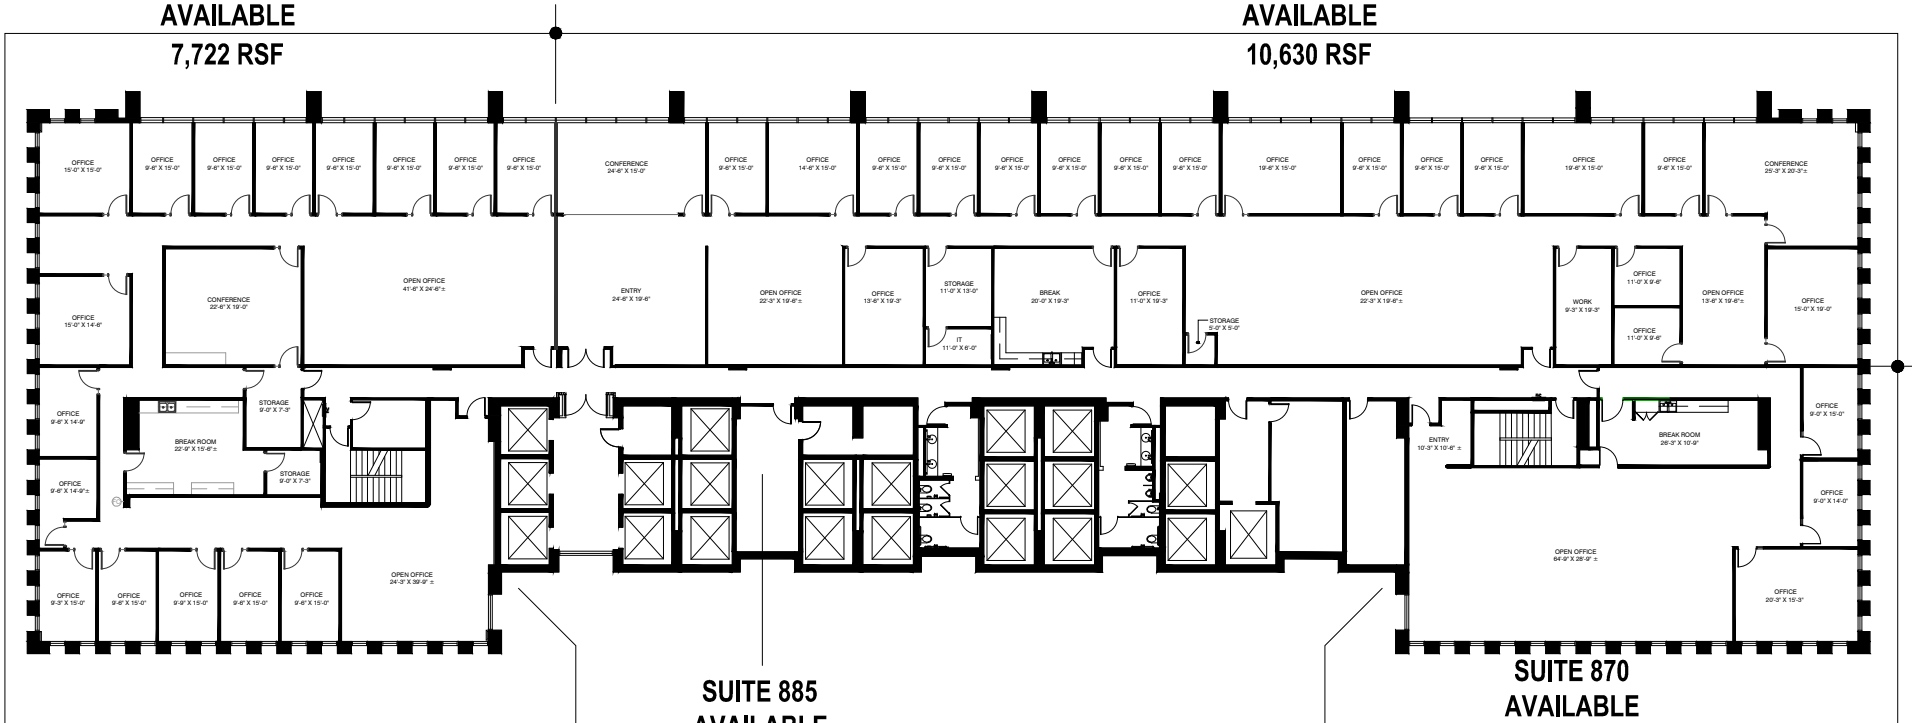 AVAILABLE
7,722 RSF
AVAILABLE
10,630 RSF
OFFICE
15'-0" X 15'-0"
OFFICE
9'-6" X 15'-0"
OFFICE
9'-6" X 15'-0"
OFFICE
9'-6" X 15'-0"
OFFICE
9'-6" X 15'-0"
OFFICE
9'-6" X 15'-0"
OFFICE
9'-6" X 15'-0"
OFFICE
9'-6" X 15'-0"
CONFERENCE
24'-6" X 15'-0"
OFFICE
9'-6" X 15'-0"
OFFICE
14'-6" X 15'-0"
OFFICE
9'-6" X 15'-0"
OFFICE
9'-6" X 15'-0"
OFFICE
9'-6" X 15'-0"
OFFICE
9'-6" X 15'-0"
OFFICE
9'-6" X 15'-0"
OFFICE
9'-6" X 15'-0"
OFFICE
19'-6" X 15'-0"
OFFICE
9'-6" X 15'-0"
OFFICE
9'-6" X 15'-0"
OFFICE
9'-6" X 15'-0"
OFFICE
19'-6" X 15'-0"
OFFICE
9'-6" X 15'-0"
CONFERENCE
25'-3" X 20'-3"±
OFFICE
15'-0" X 14'-6"
CONFERENCE
22'-6" X 19'-0"
OPEN OFFICE
41'-6" X 24'-6"±
ENTRY
24'-6" X 19'-6"
OPEN OFFICE
22'-3" X 19'-6"±
OFFICE
13'-6" X 19'-3"
STORAGE
11'-0" X 13'-0"
IT
11'-0" X 6'-0"
BREAK
20'-0" X 19'-3"
OFFICE
11'-0" X 19'-3"
STORAGE
5'-0" X 5'-0"
OPEN OFFICE
22'-3" X 19'-6"±
WORK
9'-3" X 19'-3"
OFFICE
11'-0" X 9'-6"
OFFICE
11'-0" X 9'-6"
OPEN OFFICE
13'-6" X 19'-6"±
OFFICE
15'-0" X 19'-0"
OFFICE
9'-6" X 14'-9"
STORAGE
9'-0" X 7'-3"
BREAK ROOM
22'-9" X 15'-6"±
STORAGE
9'-0" X 7'-3"
OFFICE
9'-6" X 14'-9"±
ENTRY
10'-3" X 10'-6" ±
BREAK ROOM
26'-3" X 10'-9"
OFFICE
9'-0" X 15'-0"
OFFICE
9'-0" X 14'-0"
OFFICE
9'-3" X 15'-0"
OFFICE
9'-6" X 15'-0"
OFFICE
9'-9" X 15'-0"
OFFICE
9'-6" X 15'-0"
OFFICE
9'-6" X 15'-0"
OPEN OFFICE
24'-3" X 39'-9" ±
OPEN OFFICE
64'-9" X 28'-9" ±
OFFICE
20'-3" X 15'-3"
SUITE 885
AVAILABLE
SUITE 870
AVAILABLE